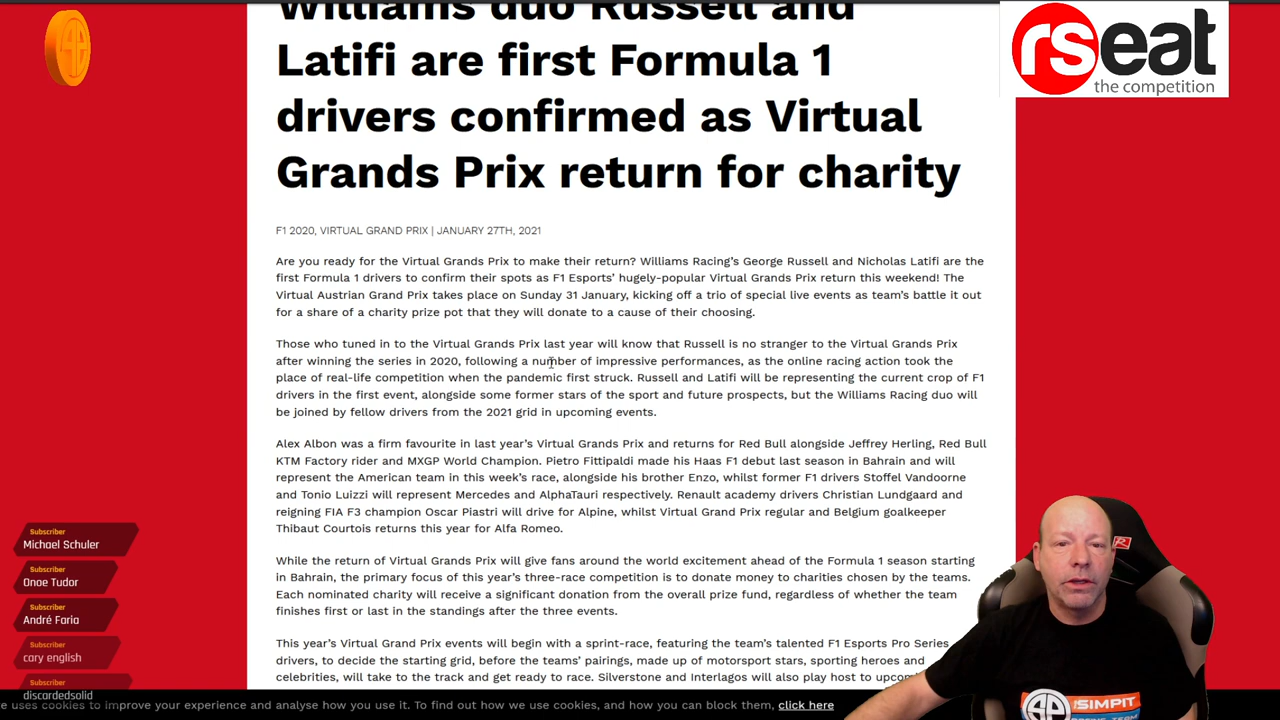 Williams duo Russell and
Latifi are first Formula 1
drivers confirmed as Virtual
Grands Prix return for charity
F1 2020, VIRTUAL GRAND PRIX | JANUARY 27TH, 2021
Are you ready for the Virtual Grands Prix to make their return? Williams Racing's George Russell and Nicholas Latifi are the
first Formula 1 drivers to confirm their spots as F1 Esports' hugely-popular Virtual Grands Prix return this weekend! The
Virtual Austrian Grand Prix takes place on Sunday 31 January, kicking off a trio of special live events as team's battle it out
for a share of a charity prize pot that they will donate to a cause of their choosing.
Those who tuned in to the Virtual Grands Prix last year will know that Russell is no stranger to the Virtual Grands Prix
after winning the series in 2020, following a number of impressive performances, as the online racing action took the
place of real-life competition when the pandemic first struck. Russell and Latifi will be representing the current crop of F1
drivers in the first event, alongside some former stars of the sport and future prospects, but the Williams Racing duo will
be joined by fellow drivers from the 2021 grid in upcoming events.
Alex Albon was a firm favourite in last year's Virtual Grands Prix and returns for Red Bull alongside Jeffrey Herling, Red Bull
KTM Factory rider and MXGP World Champion. Pietro Fittipaldi made his Haas F1 debut last season in Bahrain and will
represent the American team in this week's race, alongside his brother Enzo, whilst former F1 drivers Stoffel Vandoorne
and Tonio Luizzi will represent Mercedes and AlphaTauri respectively. Renault academy drivers Christian Lundgaard and
reigning FIA F3 champion Oscar Piastri will drive for Alpine, whilst Virtual Grand Prix regular and Belgium goalkeeper
Thibaut Courtois returns this year for Alfa Romeo.
While the return of Virtual Grands Prix will give fans around the world excitement ahead of the Formula 1 season starting
in Bahrain, the primary focus of this year's three-race competition is to donate money to charities chosen by the teams.
Each nominated charity will receive a significant donation from the overall prize fund, regardless of whether the team
finishes first or last in the standings after the three events.
This year's Virtual Grand Prix events will begin with a sprint-race, featuring the team's talented F1 Esports Pro Series
drivers, to decide the starting grid, before the teams' pairings, made up of motorsport stars, sporting heroes and
celebrities, will take to the track and get ready to race. Silverstone and Interlagos will also play host to
e uses cookies to improve your experience and analyse how you use it. To find out how we use cookies, and how you can block them, click here
rseat
the competition
Subscriber
Michael Schuler
Subscriber
Onoe Tudor
Subscriber
André Faria
Subscriber
cary english
discardedsolid
SIMPIT